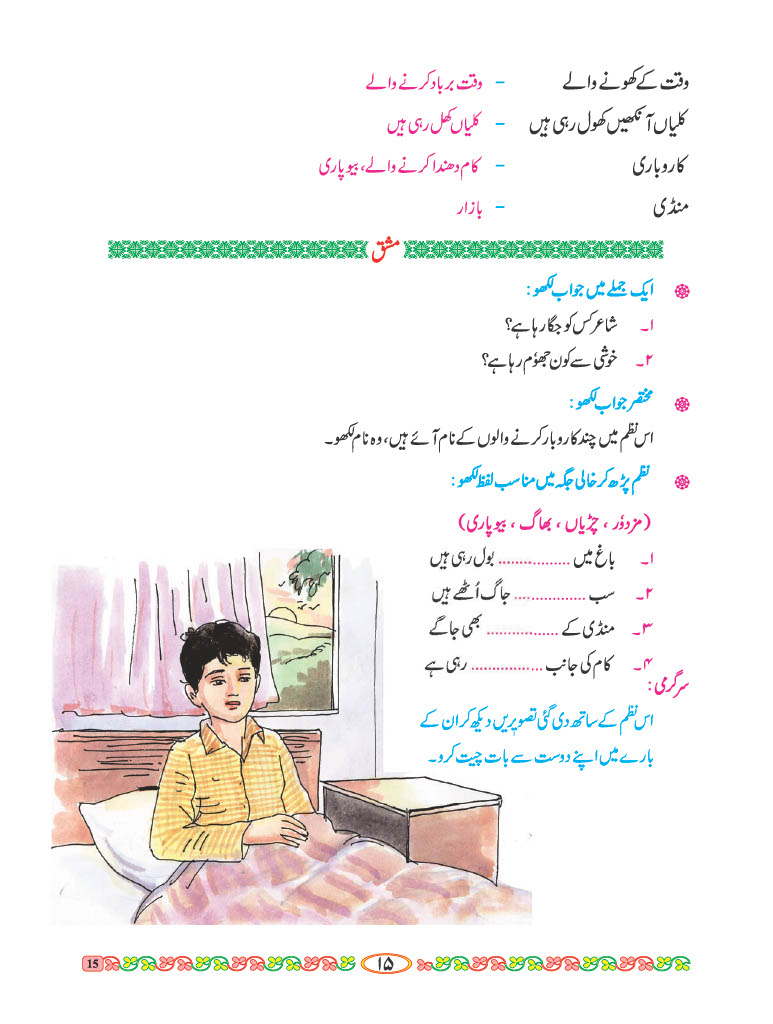 وقت کے کھونے والے - وقت برباد کرنے والے
کلیاں آنکھیں کھول رہی ہیں - کلیاں کھل رہی ہیں
کاروباری - کام دھندا کرنے والے، بیوپاری
منڈی - بازار
مشق
ایک جملے میں جواب لکھو :
۱۔ شاعر کس کو جگا رہا ہے؟
۲۔ خوشی سے کون جھوٗم رہا ہے؟
مختصر جواب لکھو :
اس نظم میں چند کاروبار کرنے والوں کے نام آئے ہیں، وہ نام لکھو۔
نظم پڑھ کر خالی جگہ میں مناسب لفظ لکھو :
(مزدوٗر ، چڑیاں ، بھاگ ، بیوپاری)
۱۔ باغ میں ................ بول رہی ہیں
۲۔ سب ................ جاگ اُٹھے ہیں
۳۔ منڈی کے ................ بھی جاگے
۴۔ کام کی جانب ................ رہی ہے
سرگرمی :
اس نظم کے ساتھ دی گئی تصویریں دیکھ کر ان کے
بارے میں اپنے دوست سے بات چیت کرو۔
۱۵
15